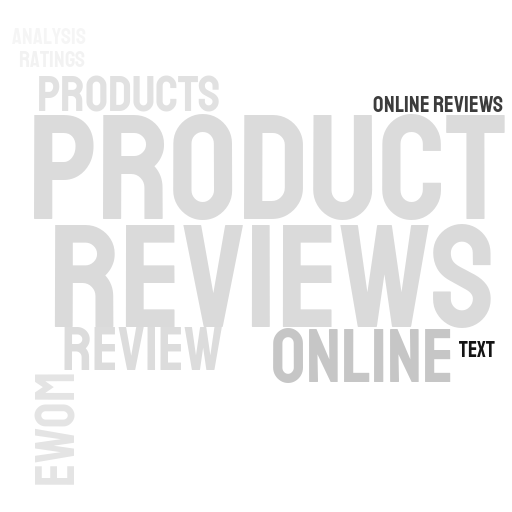 ANALYSIS
RATINGS
PRODUCTS
ONLINE REVIEWS
PRODUCT
REVIEWS
REVIEW
ONLINE
TEXT
EWOM